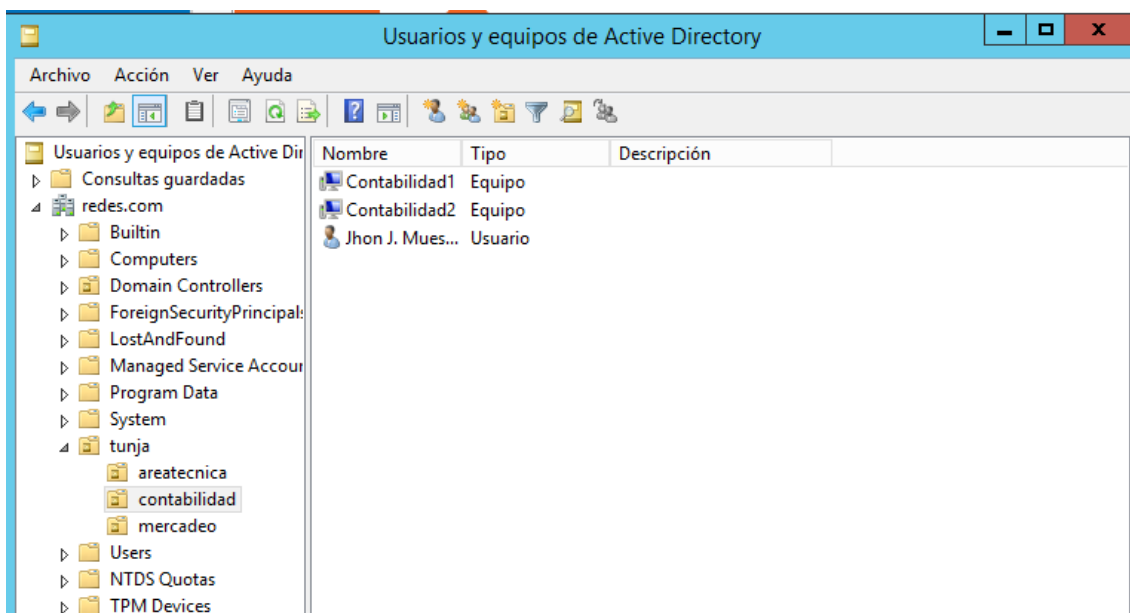 Usuarios y equipos de Active Directory
Archivo Acción Ver Ayuda
Usuarios y equipos de Active Dir
Consultas guardadas
redes.com
Builtin
Computers
Domain Controllers
ForeignSecurityPrincipals
LostAndFound
Managed Service Accour
Program Data
System
tunja
areatecnica
contabilidad
mercadeo
Users
NTDS Quotas
TPM Devices
Nombre Tipo Descripción
Contabilidad1 Equipo
Contabilidad2 Equipo
Jhon J. Mues... Usuario